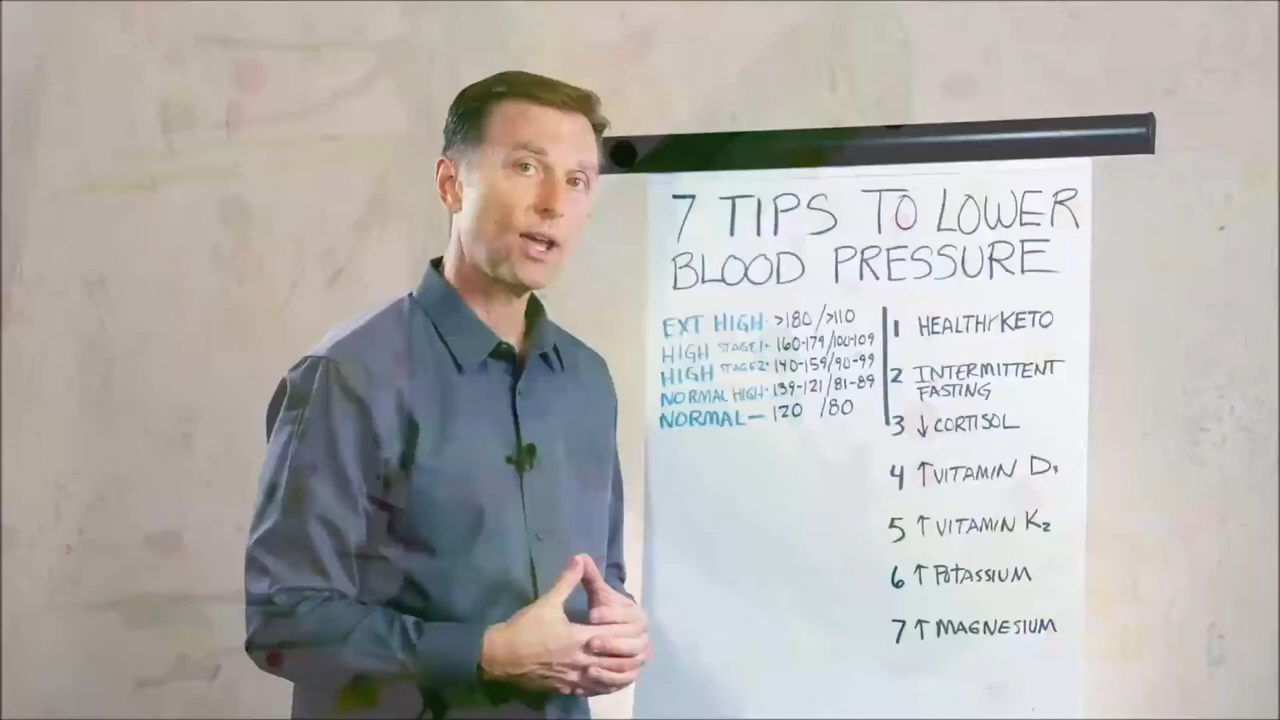 7 TIPS TO LOWER
BLOOD PRESSURE
EXT HIGH- >180/>110
HIGH STAGE 1- 160-179/100-109
HIGH STAGE 2- 140-159/90-99
NORMAL HIGH- 139-121/81-89
NORMAL— 120 /80
1 HEALTHY KETO
2 INTERMITTENT
FASTING
3 ↓ CORTISOL
4 ↑ VITAMIN D3
5 ↑ VITAMIN K2
6 ↑ POTASSIUM
7 ↑ MAGNESIUM